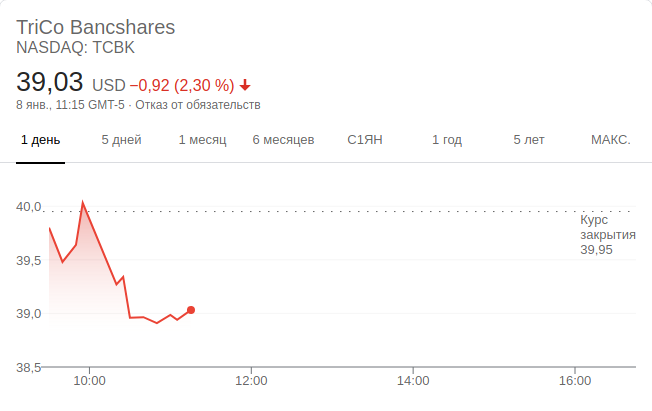 TriCo Bancshares
NASDAQ: TCBK
39,03 USD −0,92 (2,30 %)
8 янв., 11:15 GMT-5 · Отказ от обязательств
1 день 5 дней 1 месяц 6 месяцев С1ЯН 1 год 5 лет МАКС.
40,0
Курс
закрытия
39,95
39,5
39,0
38,5
10:00 12:00 14:00 16:00